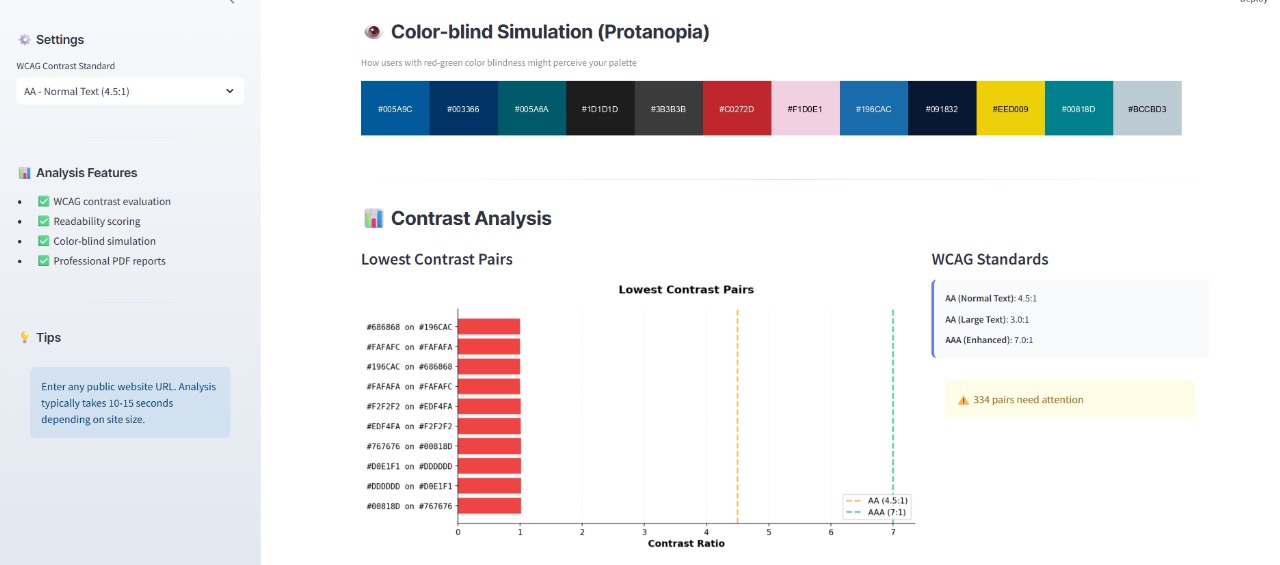 Settings
WCAG Contrast Standard
AA - Normal Text (4.5:1)
Analysis Features
WCAG contrast evaluation
Readability scoring
Color-blind simulation
Professional PDF reports
Tips
Enter any public website URL. Analysis
typically takes 10-15 seconds
depending on site size.
Color-blind Simulation (Protanopia)
How users with red-green color blindness might perceive your palette
#005A9C #003366 #005A6A #1D1D1D #3B3B3B #C0272D #F1D0E1 #196CAC #091832 #EED009 #00818D #BCCBD3
Contrast Analysis
Lowest Contrast Pairs
Lowest Contrast Pairs
#686868 on #196CAC
#FAFAFC on #FAFAFA
#196CAC on #686868
#FAFAFA on #FAFAFC
#F2F2F2 on #EDF4FA
#EDF4FA on #F2F2F2
#767676 on #00818D
#D0E1F1 on #DDDDDD
#DDDDDD on #D0E1F1
#00818D on #767676
AA (4.5:1)
AAA (7:1)
0 1 2 3 4 5 6 7
Contrast Ratio
WCAG Standards
AA (Normal Text): 4.5:1
AA (Large Text): 3.0:1
AAA (Enhanced): 7.0:1
334 pairs need attention